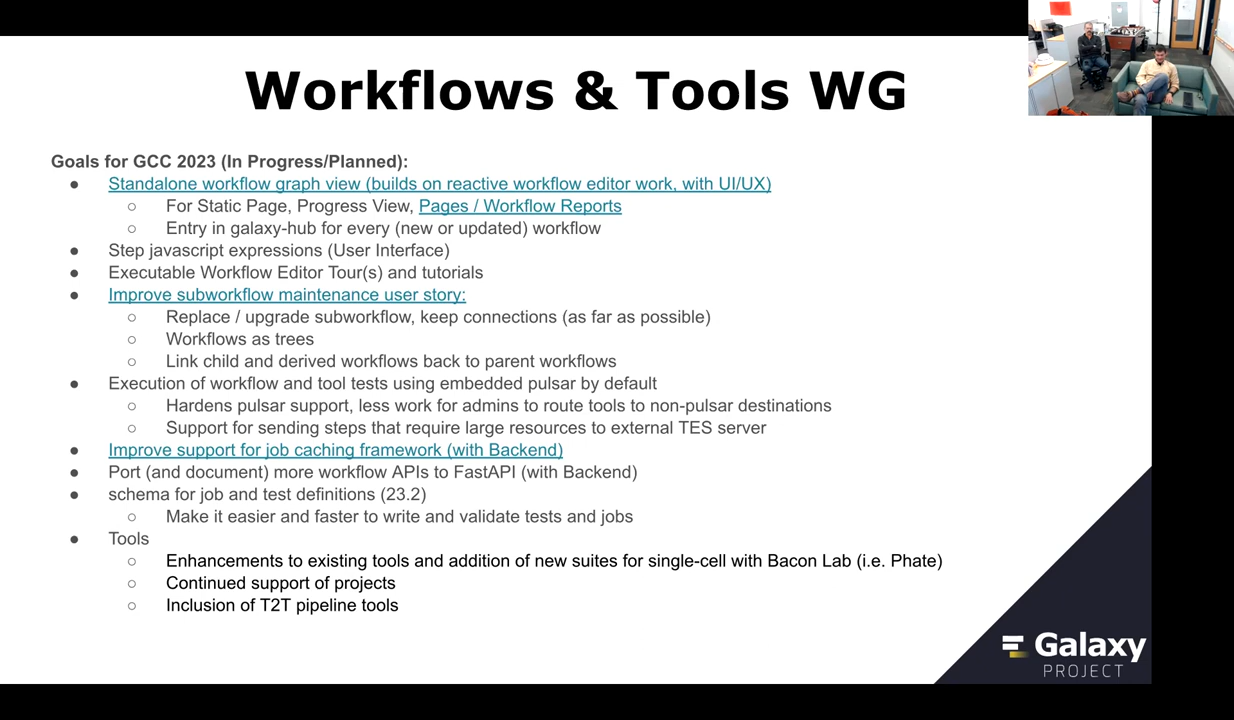 Workflows & Tools WG
Goals for GCC 2023 (In Progress/Planned):
● Standalone workflow graph view (builds on reactive workflow editor work, with UI/UX)
○ For Static Page, Progress View, Pages / Workflow Reports
○ Entry in galaxy-hub for every (new or updated) workflow
● Step javascript expressions (User Interface)
● Executable Workflow Editor Tour(s) and tutorials
● Improve subworkflow maintenance user story:
○ Replace / upgrade subworkflow, keep connections (as far as possible)
○ Workflows as trees
○ Link child and derived workflows back to parent workflows
● Execution of workflow and tool tests using embedded pulsar by default
○ Hardens pulsar support, less work for admins to route tools to non-pulsar destinations
○ Support for sending steps that require large resources to external TES server
● Improve support for job caching framework (with Backend)
● Port (and document) more workflow APIs to FastAPI (with Backend)
● schema for job and test definitions (23.2)
○ Make it easier and faster to write and validate tests and jobs
● Tools
○ Enhancements to existing tools and addition of new suites for single-cell with Bacon Lab (i.e. Phate)
○ Continued support of projects
○ Inclusion of T2T pipeline tools
Galaxy
PROJECT